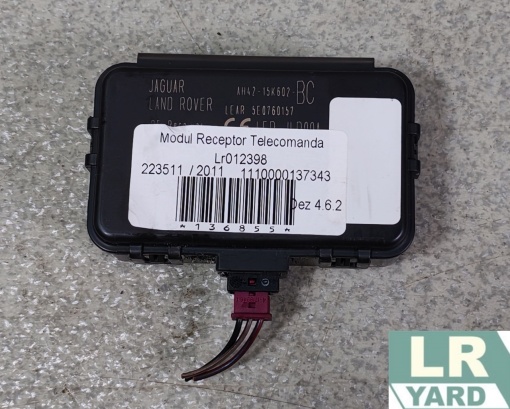 JAGUAR
LAND ROVER
AH42-15K602-BC
LEAR 5E0760157
CE
Modul Receptor Telecomanda
Lr012398
223511 / 2011 1110000137343
*136855*
Dez 4.6.2
LR
YARD